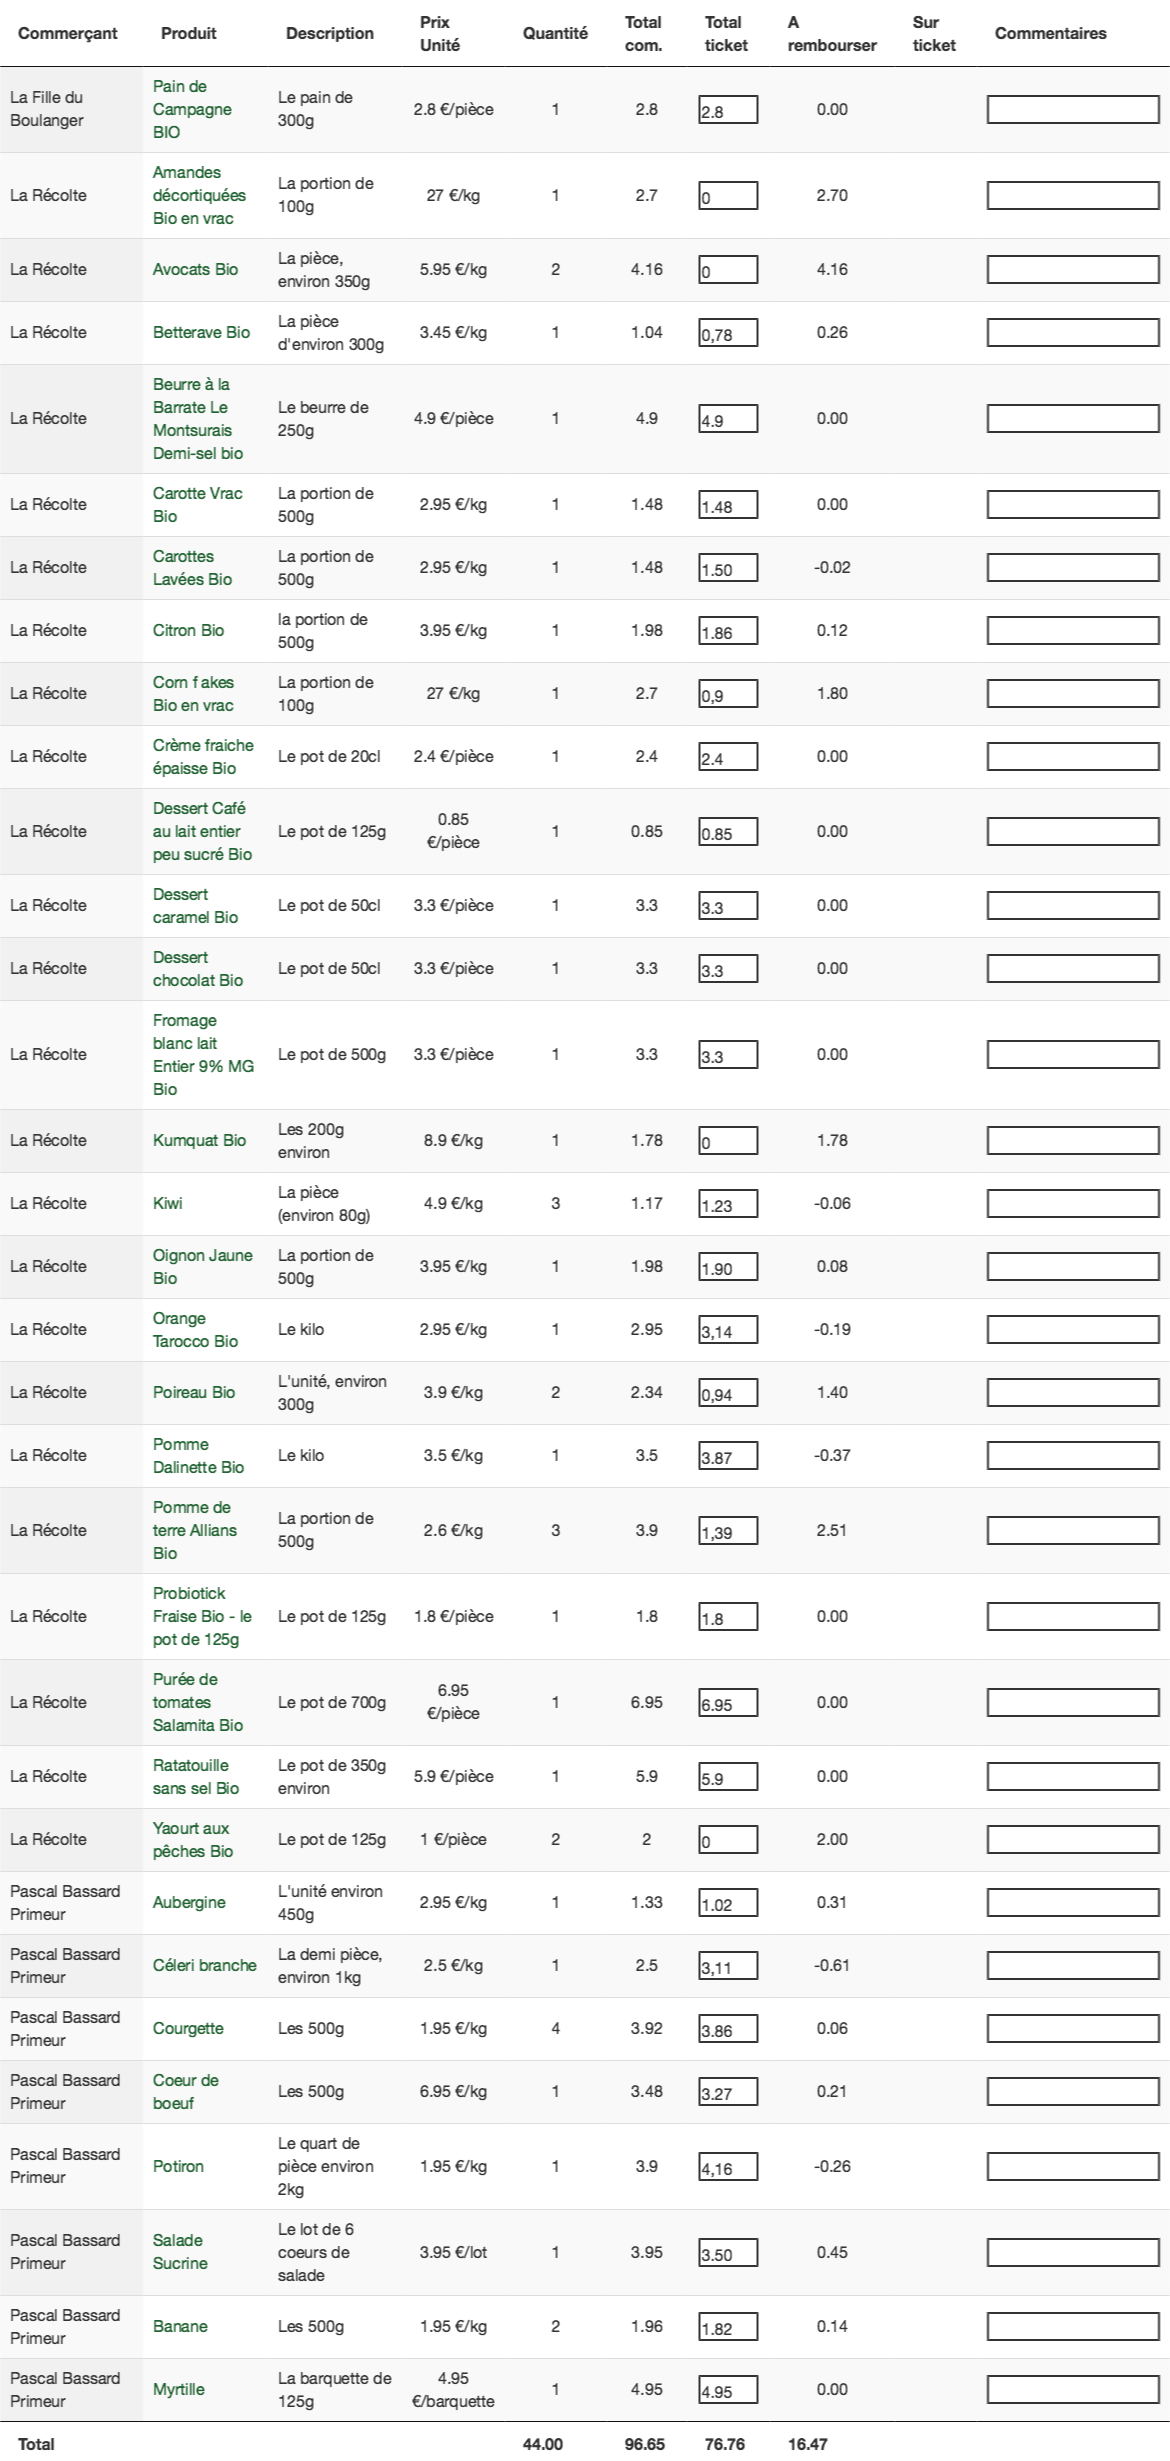 Commerçant Produit Description Prix Unité Quantité Total com. Total ticket A rembourser Sur ticket Commentaires
La Fille du Boulanger Pain de Campagne BIO Le pain de 300g 2.8 €/pièce 1 2.8 2.8 0.00
La Récolte Amandes décortiquées Bio en vrac La portion de 100g 27 €/kg 1 2.7 0 2.70
La Récolte Avocats Bio La pièce, environ 350g 5.95 €/kg 2 4.16 0 4.16
La Récolte Betterave Bio La pièce d'environ 300g 3.45 €/kg 1 1.04 0,78 0.26
La Récolte Beurre à la Barrate Le Montsurais Demi-sel bio Le beurre de 250g 4.9 €/pièce 1 4.9 4.9 0.00
La Récolte Carotte Vrac Bio La portion de 500g 2.95 €/kg 1 1.48 1.48 0.00
La Récolte Carottes Lavées Bio La portion de 500g 2.95 €/kg 1 1.48 1.50 -0.02
La Récolte Citron Bio la portion de 500g 3.95 €/kg 1 1.98 1.86 0.12
La Récolte Corn f akes Bio en vrac La portion de 100g 27 €/kg 1 2.7 0,9 1.80
La Récolte Crème fraiche épaisse Bio Le pot de 20cl 2.4 €/pièce 1 2.4 2.4 0.00
La Récolte Dessert Café au lait entier peu sucré Bio Le pot de 125g 0.85 €/pièce 1 0.85 0.85 0.00
La Récolte Dessert caramel Bio Le pot de 50cl 3.3 €/pièce 1 3.3 3.3 0.00
La Récolte Dessert chocolat Bio Le pot de 50cl 3.3 €/pièce 1 3.3 3.3 0.00
La Récolte Fromage blanc lait Entier 9% MG Bio Le pot de 500g 3.3 €/pièce 1 3.3 3.3 0.00
La Récolte Kumquat Bio Les 200g environ 8.9 €/kg 1 1.78 0 1.78
La Récolte Kiwi La pièce (environ 80g) 4.9 €/kg 3 1.17 1.23 -0.06
La Récolte Oignon Jaune Bio La portion de 500g 3.95 €/kg 1 1.98 1.90 0.08
La Récolte Orange Tarocco Bio Le kilo 2.95 €/kg 1 2.95 3,14 -0.19
La Récolte Poireau Bio L'unité, environ 300g 3.9 €/kg 2 2.34 0,94 1.40
La Récolte Pomme Dalinette Bio Le kilo 3.5 €/kg 1 3.5 3.87 -0.37
La Récolte Pomme de terre Allians Bio La portion de 500g 2.6 €/kg 3 3.9 1,39 2.51
La Récolte Probiotick Fraise Bio - le pot de 125g Le pot de 125g 1.8 €/pièce 1 1.8 1.8 0.00
La Récolte Purée de tomates Salamita Bio Le pot de 700g 6.95 €/pièce 1 6.95 6.95 0.00
La Récolte Ratatouille sans sel Bio Le pot de 350g environ 5.9 €/pièce 1 5.9 5.9 0.00
La Récolte Yaourt aux pêches Bio Le pot de 125g 1 €/pièce 2 2 0 2.00
Pascal Bassard Primeur Aubergine L'unité environ 450g 2.95 €/kg 1 1.33 1.02 0.31
Pascal Bassard Primeur Céleri branche La demi pièce, environ 1kg 2.5 €/kg 1 2.5 3,11 -0.61
Pascal Bassard Primeur Courgette Les 500g 1.95 €/kg 4 3.92 3.86 0.06
Pascal Bassard Primeur Coeur de boeuf Les 500g 6.95 €/kg 1 3.48 3.27 0.21
Pascal Bassard Primeur Potiron Le quart de pièce environ 2kg 1.95 €/kg 1 3.9 4,16 -0.26
Pascal Bassard Primeur Salade Sucrine Le lot de 6 coeurs de salade 3.95 €/lot 1 3.95 3.50 0.45
Pascal Bassard Primeur Banane Les 500g 1.95 €/kg 2 1.96 1.82 0.14
Pascal Bassard Primeur Myrtille La barquette de 125g 4.95 €/barquette 1 4.95 4.95 0.00
Total 44.00 96.65 76.76 16.47